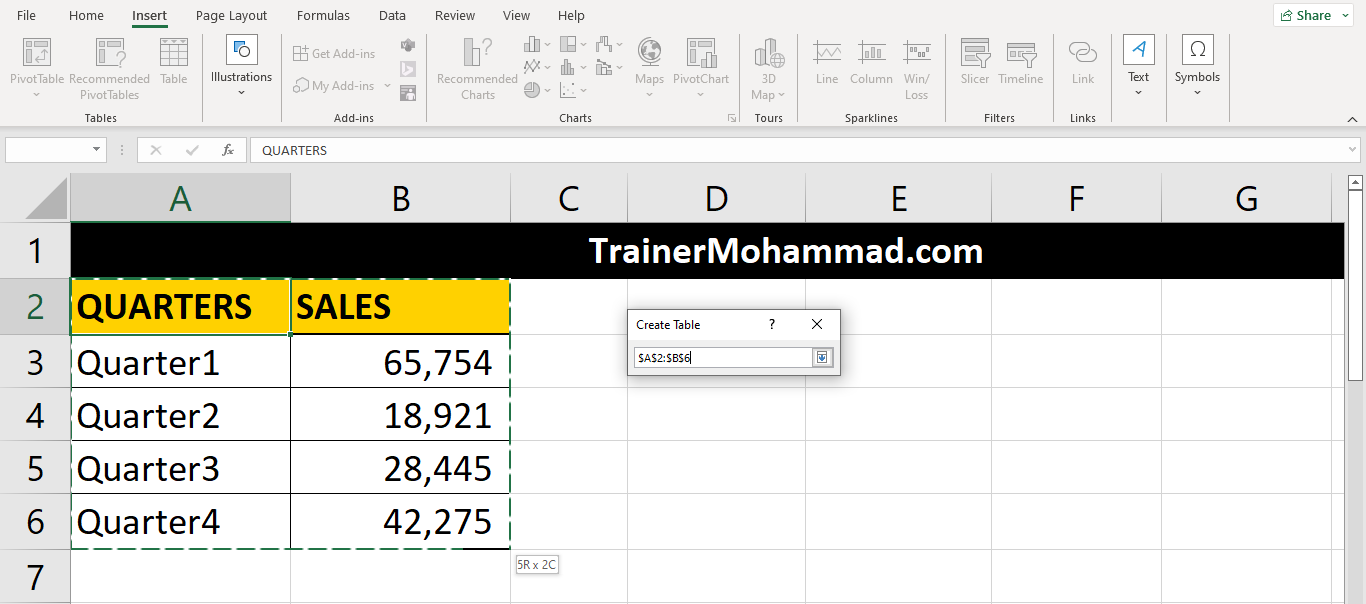 File Home Insert Page Layout Formulas Data Review View Help Share
PivotTable Recommended PivotTables Table
Illustrations
Get Add-ins
My Add-ins
Recommended Charts
Maps PivotChart
3D Map
Line Column Win/ Loss
Slicer Timeline
Link
Text
Ω
Symbols
Tables Add-ins Charts Tours Sparklines Filters Links
fx QUARTERS
A B C D E F G
1 TrainerMohammad.com
2 QUARTERS SALES
Create Table ?
$A$2:$B$6
3 Quarter1 65,754
4 Quarter2 18,921
5 Quarter3 28,445
6 Quarter4 42,275
5R x 2C
7